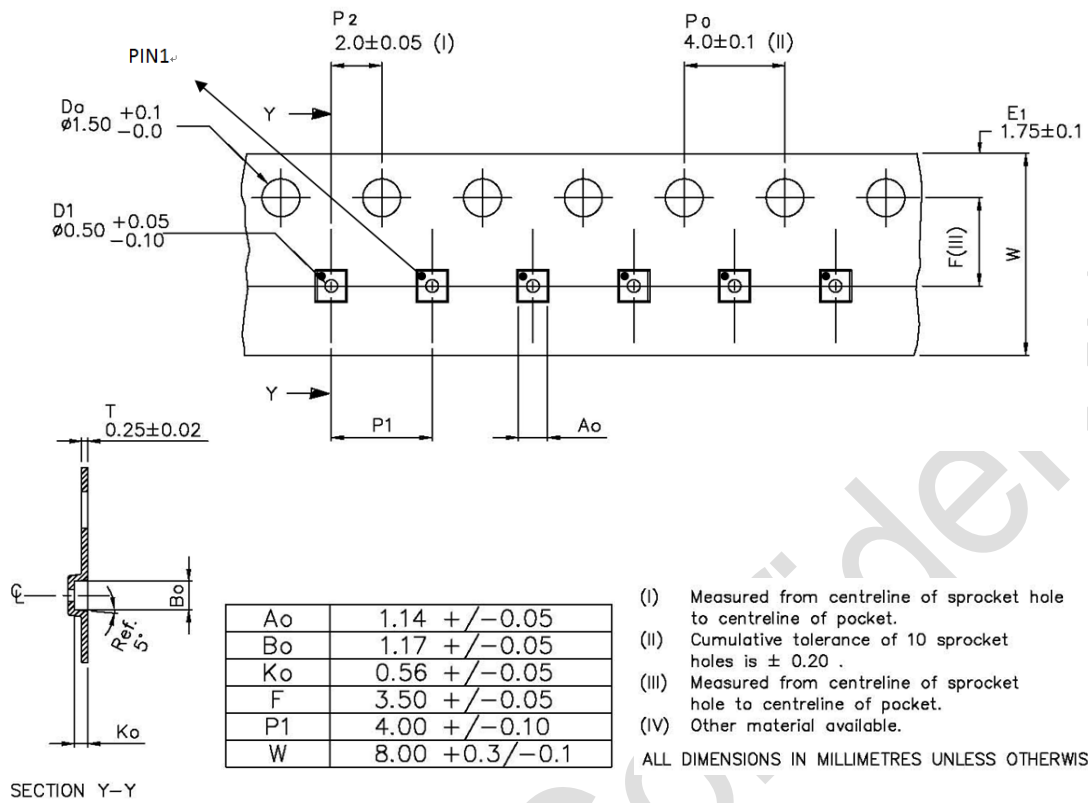 P2
2.0±0.05 (I)
Po
4.0±0.1 (II)
PIN1
Do
ø1.50 +0.1
-0.0
Y
E1
1.75±0.1
D1
ø0.50 +0.05
-0.10
F(III)
W
Y
P1
Ao
T
0.25±0.02
℄
Bo
Ref.
5°
Ko
SECTION Y-Y
Ao 1.14 +/-0.05
Bo 1.17 +/-0.05
Ko 0.56 +/-0.05
F 3.50 +/-0.05
P1 4.00 +/-0.10
W 8.00 +0.3/-0.1
(I) Measured from centreline of sprocket hole
to centreline of pocket.
(II) Cumulative tolerance of 10 sprocket
holes is ± 0.20 .
(III) Measured from centreline of sprocket
hole to centreline of pocket.
(IV) Other material available.
ALL DIMENSIONS IN MILLIMETRES UNLESS OTHERWIS